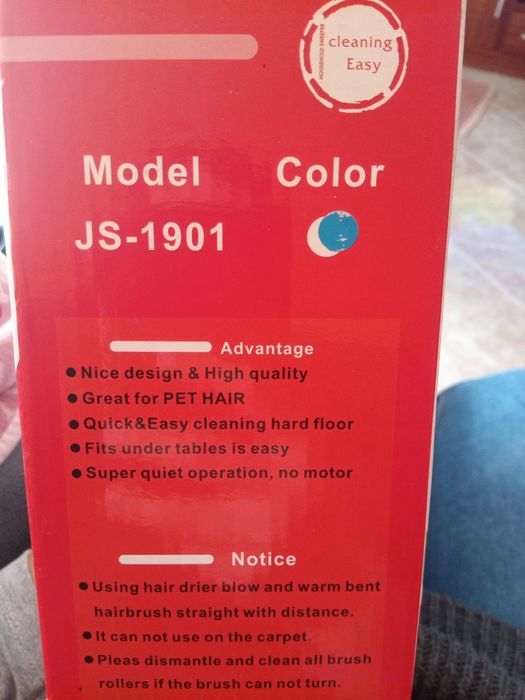 HOUSEHOLD SWEEPER
cleaning
Easy
Model Color
JS-1901
Advantage
● Nice design & High quality
● Great for PET HAIR
● Quick&Easy cleaning hard floor
● Fits under tables is easy
● Super quiet operation, no motor
Notice
● Using hair drier blow and warm bent
hairbrush straight with distance.
● It can not use on the carpet.
● Pleas dismantle and clean all brush
rollers if the brush can not turn.